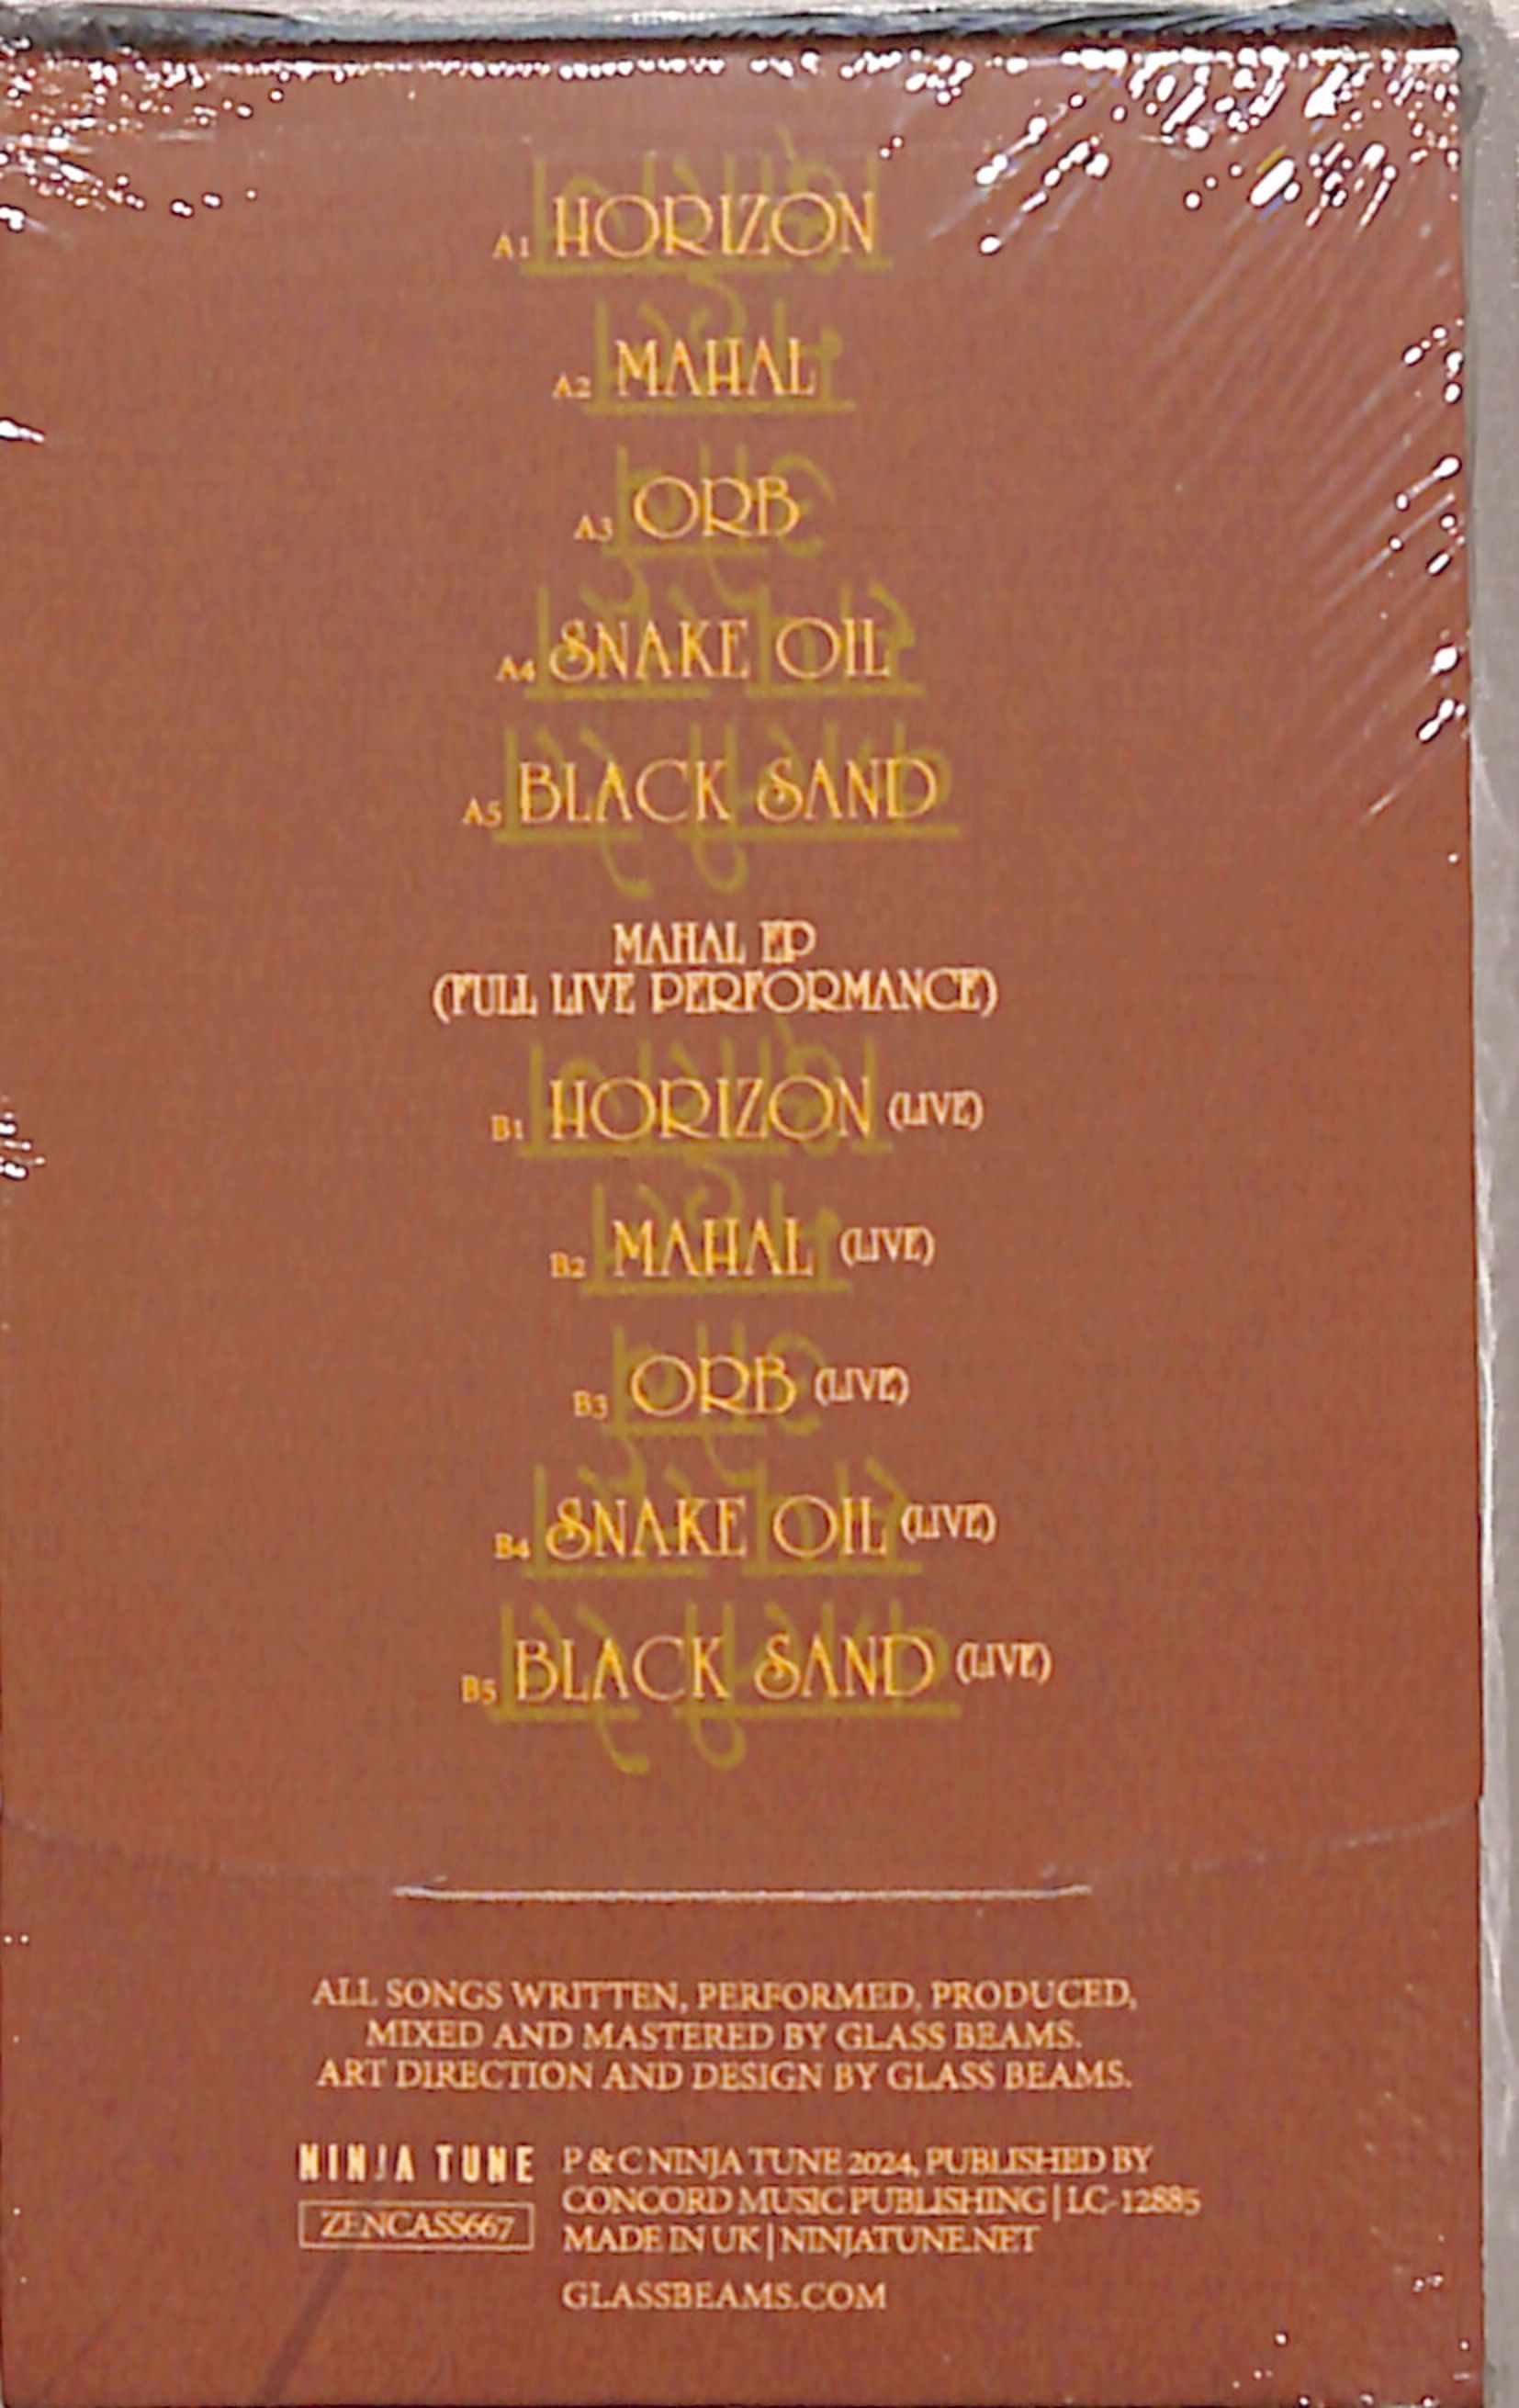 A1 HORIZON
A2 MAHAL
A3 ORB
A4 SNAKE OIL
A5 BLACK SAND
MAHAL EP
(FULL LIVE PERFORMANCE)
B1 HORIZON (LIVE)
B2 MAHAL (LIVE)
B3 ORB (LIVE)
B4 SNAKE OIL (LIVE)
B5 BLACK SAND (LIVE)
ALL SONGS WRITTEN, PERFORMED, PRODUCED,
MIXED AND MASTERED BY GLASS BEAMS.
ART DIRECTION AND DESIGN BY GLASS BEAMS.
NINJA TUNE
ZENCASS667
P & C NINJA TUNE 2024, PUBLISHED BY
CONCORD MUSIC PUBLISHING | LC-12885
MADE IN UK | NINJATUNE.NET
GLASSBEAMS.COM